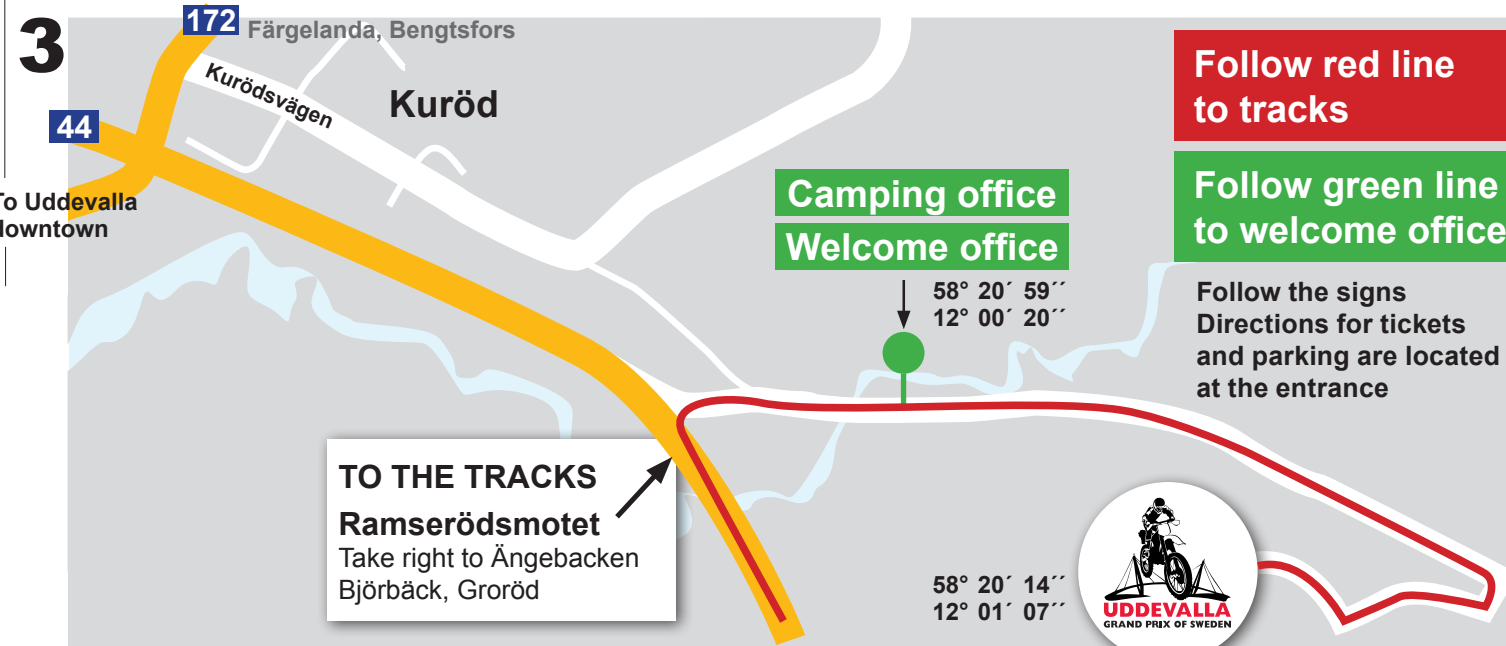 3
172
Färgelanda, Bengtsfors
Kurödsvägen
Kuröd
44
To Uddevalla
downtown
Follow red line
to tracks
Camping office
Welcome office
58° 20´ 59´´
12° 00´ 20´´
Follow green line
to welcome office
Follow the signs
Directions for tickets
and parking are located
at the entrance
TO THE TRACKS
Ramserödsmotet
Take right to Ängebacken
Björbäck, Groröd
58° 20´ 14´´
12° 01´ 07´´
UDDEVALLA
GRAND PRIX OF SWEDEN